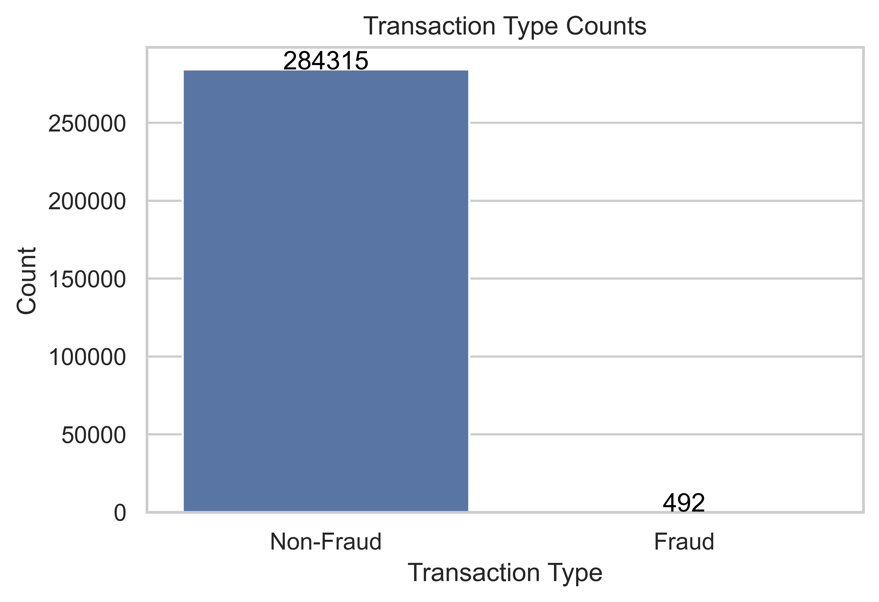 Transaction Type Counts
284315
250000
200000
150000
100000
50000
0
Count
492
Non-Fraud
Fraud
Transaction Type